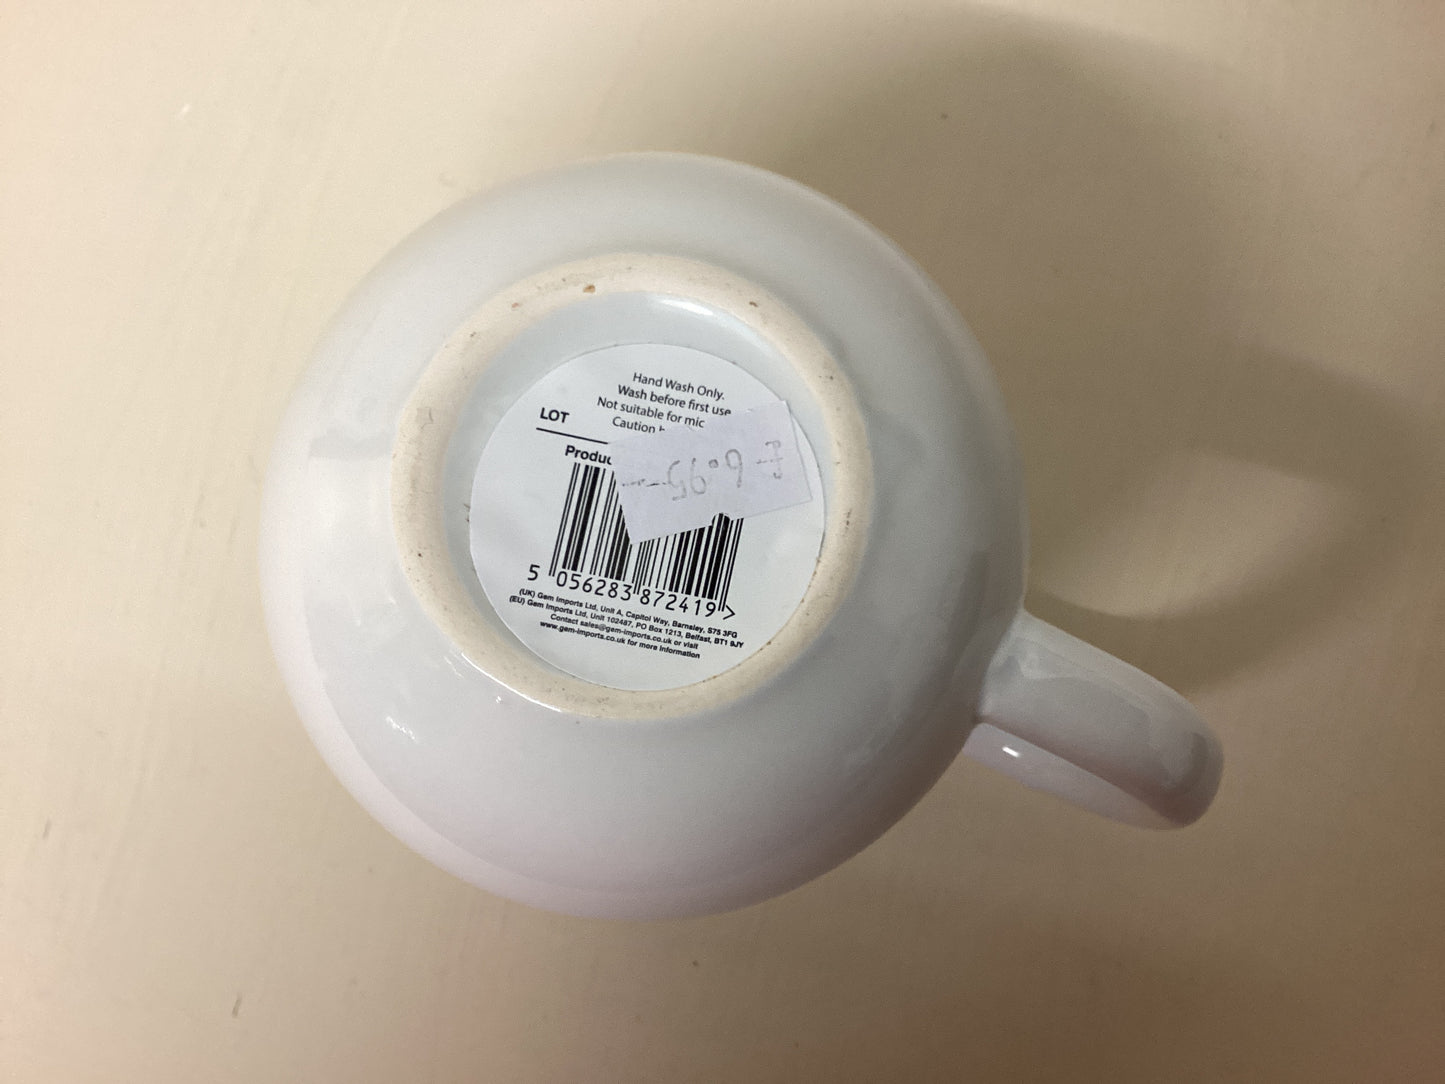 Hand Wash Only.
Wash before first use
Not suitable for mic
Caution h
LOT
Produc
£6.95
5 056283 872419 >
(UK) Gem Imports Ltd, Unit A, Capitol Way, Barnsley, S75 3FG
(EU) Gem Imports Ltd, Unit 102487, PO Box 1213, Belfast, BT1 9JY
Contact sales@gem-imports.co.uk or visit
www.gem-imports.co.uk for more information